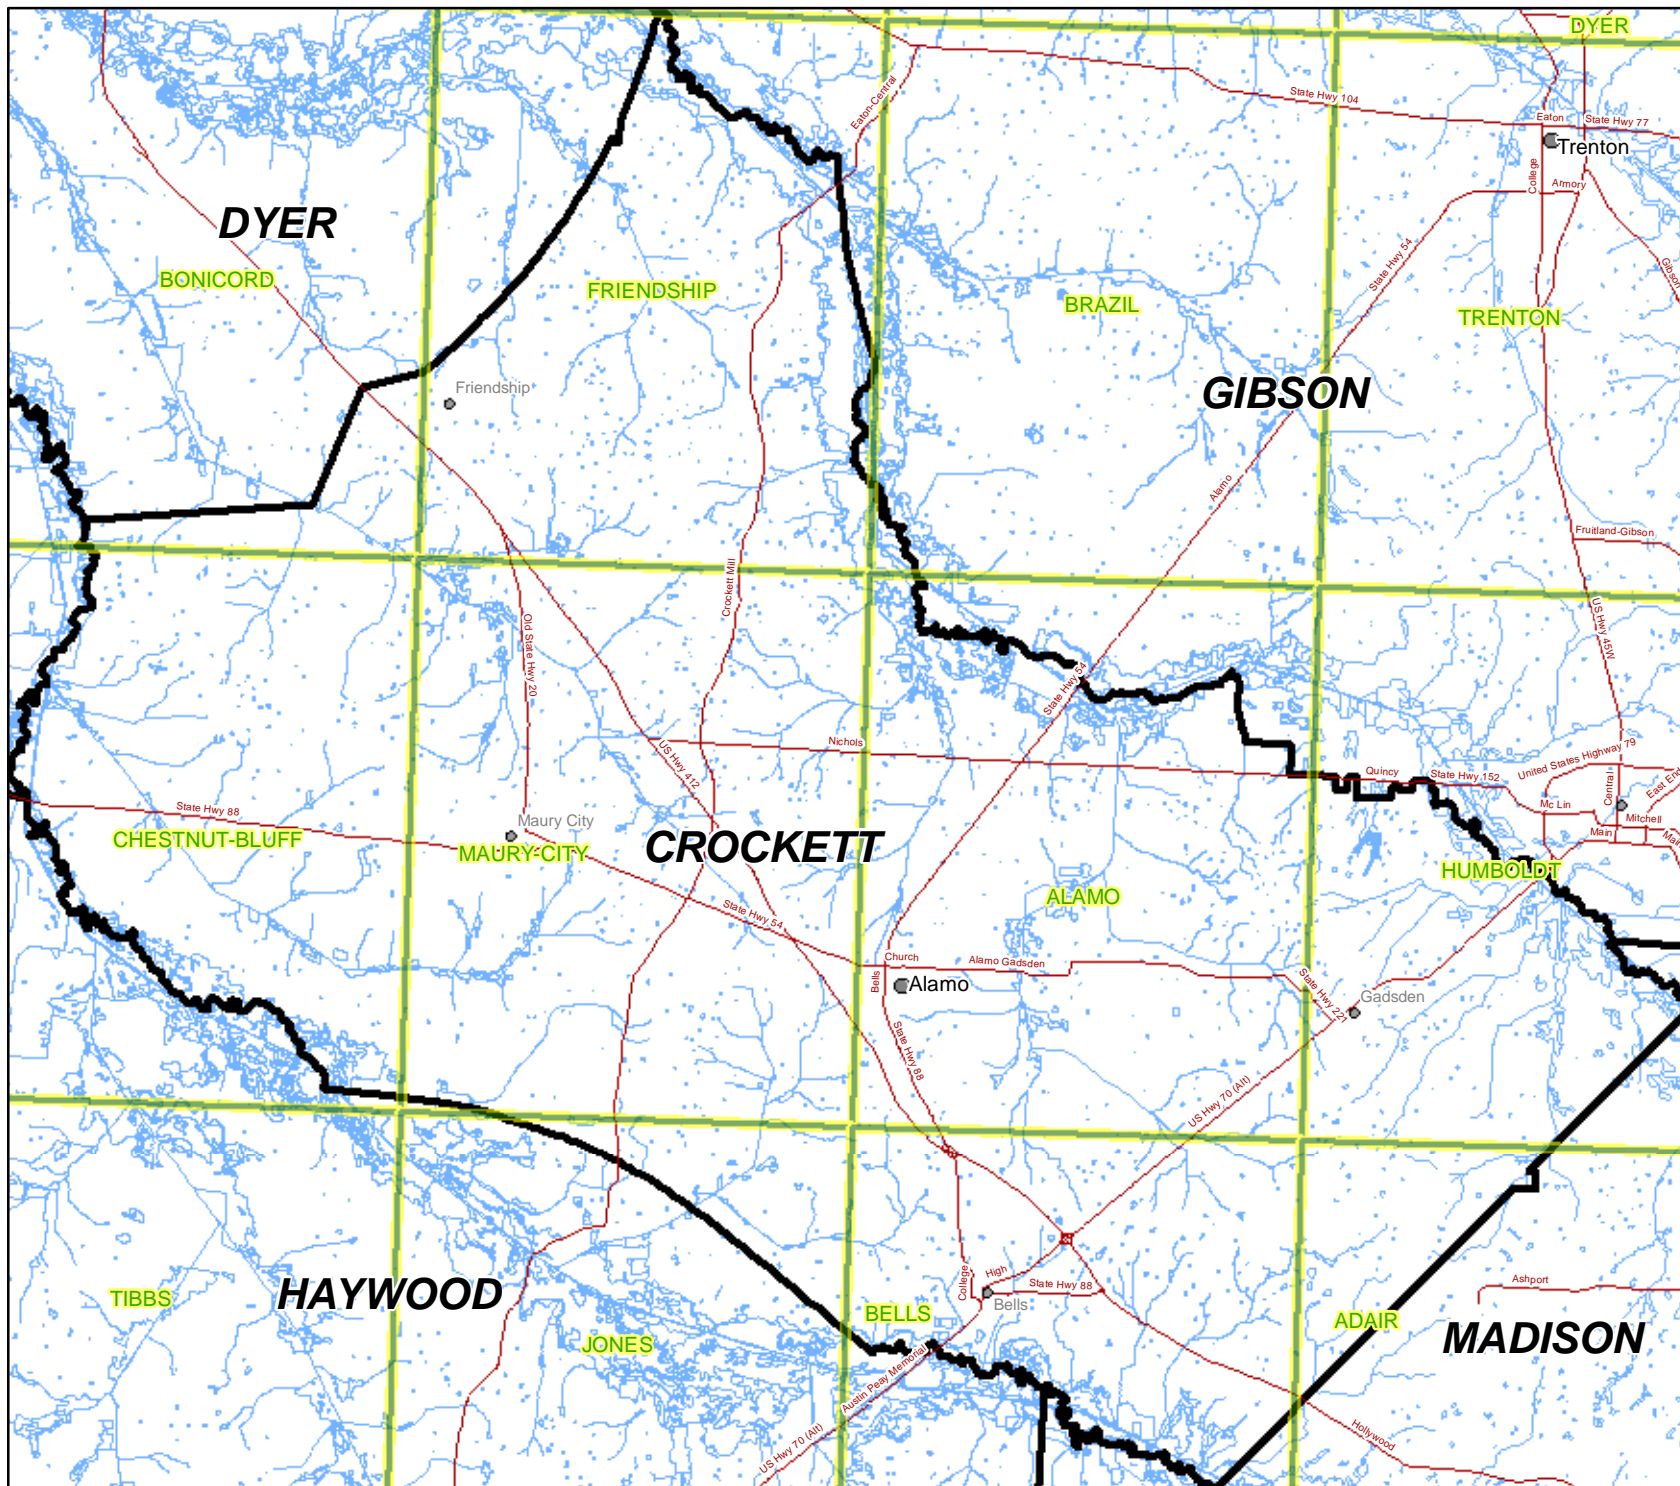 DYER
Eaton-Central
State Hwy 104
Eaton
State Hwy 77
Trenton
College
Armory
DYER
BONICORD
FRIENDSHIP
BRAZIL
State Hwy 54
Gibson
TRENTON
Friendship
GIBSON
Alamo
Fruitland-Gibson
Crockett Mill
Old State Hwy 20
US Hwy 45W
State Hwy 54
Nichols
US Hwy 412
Quincy
State Hwy 152
United States Highway 79
Central
East End
Mc Lin
Mitchell
Main
Main
State Hwy 88
CHESTNUT-BLUFF
Maury City
MAURY-CITY
CROCKETT
HUMBOLDT
ALAMO
State Hwy 54
Church
Alamo Gadsden
Bells
Alamo
State Hwy 221
Gadsden
State Hwy 88
US Hwy 70 (Alt)
TIBBS
HAYWOOD
College
High
State Hwy 88
Bells
BELLS
Ashport
ADAIR
MADISON
JONES
Austin Peay Memorial
US Hwy 70 (Alt)
Hollywood